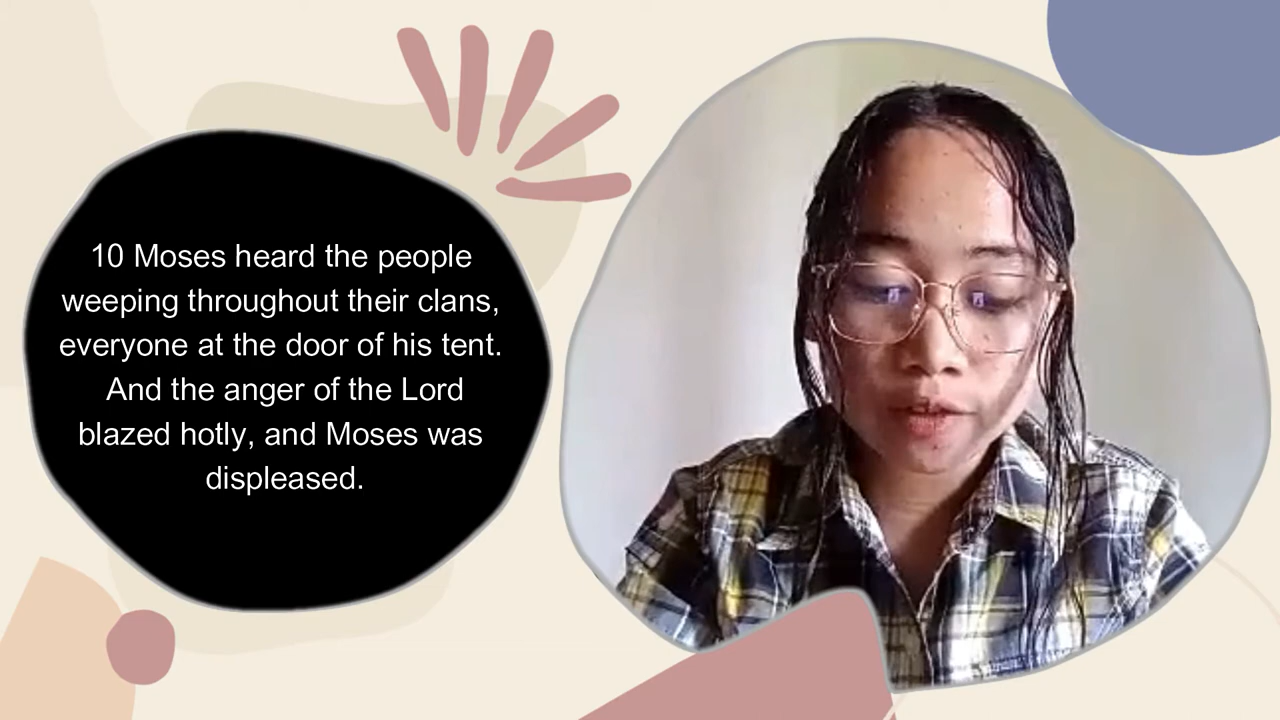 10 Moses heard the people
weeping throughout their clans,
everyone at the door of his tent.
And the anger of the Lord
blazed hotly, and Moses was
displeased.